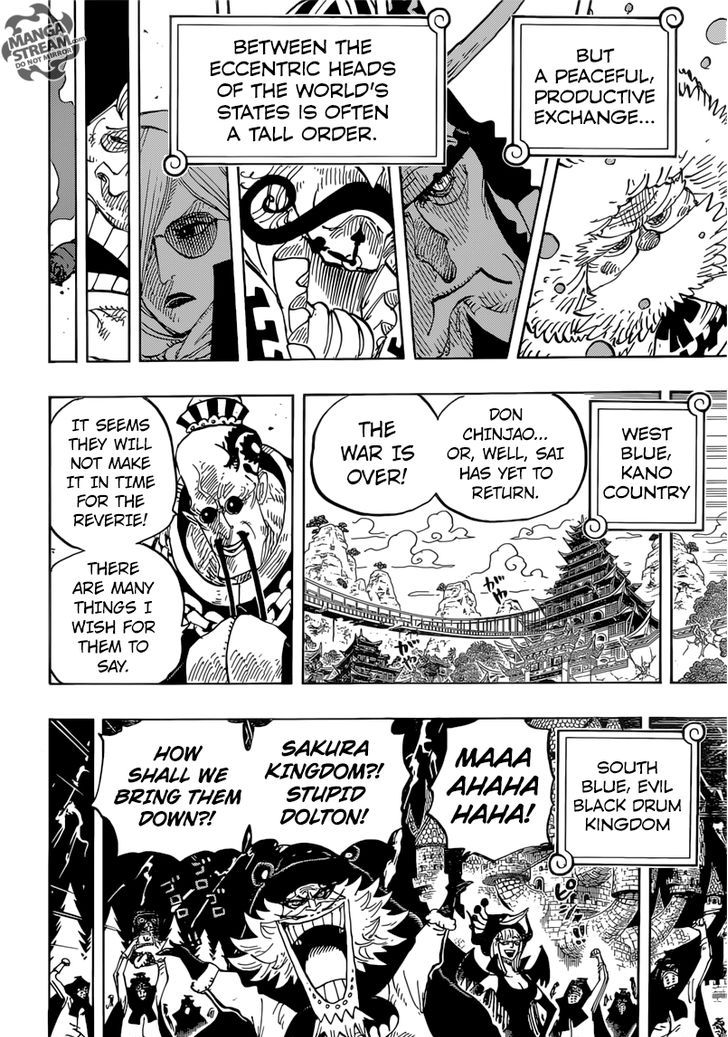 MANGA
STREAM.COM
DO NOT MIRROR
BUT
A PEACEFUL,
PRODUCTIVE
EXCHANGE...
BETWEEN THE
ECCENTRIC HEADS
OF THE WORLD'S
STATES IS OFTEN
A TALL ORDER.
WEST
BLUE,
KANO
COUNTRY
DON
CHINJAO...
OR, WELL, SAI
HAS YET TO
RETURN.
THE
WAR IS
OVER!
IT SEEMS
THEY WILL
NOT MAKE
IT IN TIME
FOR THE
REVERIE!
THERE
ARE MANY
THINGS I
WISH FOR
THEM TO
SAY.
SOUTH
BLUE, EVIL
BLACK DRUM
KINGDOM
MAAA
AHAHA
HAHA!
SAKURA
KINGDOM?!
STUPID
DOLTON!
HOW
SHALL WE
BRING THEM
DOWN?!